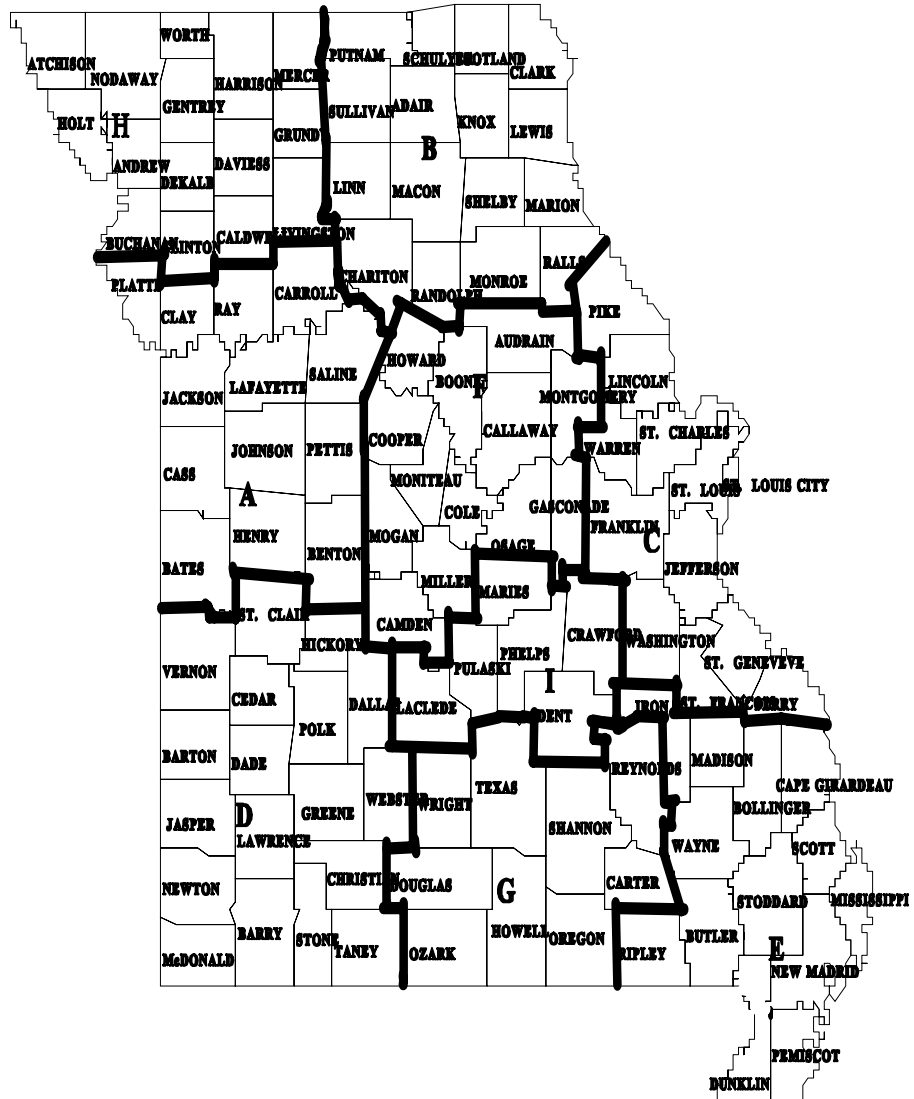 WORTH
PUTNAM
SCHULYER
SCOTLAND
ATCHISON
NODAWAY
HARRISON
MERCER
CLARK
GENTREY
SULLIVAN
ADAIR
HOLT
H
KNOX
LEWIS
GRUNDY
B
ANDREW
DAVIESS
DEKALB
LINN
MACON
SHELBY
MARION
BUCHANAN
CLINTON
CALDWELL
LIVINGSTON
RALLS
PLATTE
CHARITON
MONROE
CARROLL
RANDOLPH
CLAY
RAY
PIKE
AUDRAIN
HOWARD
SALINE
BOONE
F
LINCOLN
LAFAYETTE
JACKSON
MONTGOMERY
CALLAWAY
ST. CHARLES
COOPER
JOHNSON
PETTIS
WARREN
CASS
MONITEAU
ST. LOUIS
ST. LOUIS CITY
A
COLE
GASCONADE
FRANKLIN
HENRY
MOGAN
C
BENTON
OSAGE
BATES
JEFFERSON
MILLER
MARIES
ST. CLAIR
CAMDEN
CRAWFORD
WASHINGTON
HICKORY
PHELPS
ST. GENEVEVE
VERNON
PULASKI
I
CEDAR
DALLAS
LACLEDE
IRON
ST. FRANCOIS
PERRY
DENT
POLK
BARTON
DADE
MADISON
REYNOLDS
TEXAS
CAPE GIRARDEAU
WEBSTER
WRIGHT
BOLLINGER
GREENE
D
JASPER
SHANNON
LAWRENCE
WAYNE
SCOTT
CHRISTIAN
DOUGLAS
CARTER
NEWTON
G
STODDARD
MISSISSIPPI
BARRY
STONE
HOWELL
OREGON
BUTLER
TANEY
OZARK
RIPLEY
E
McDONALD
NEW MADRID
PEMISCOT
DUNKLIN